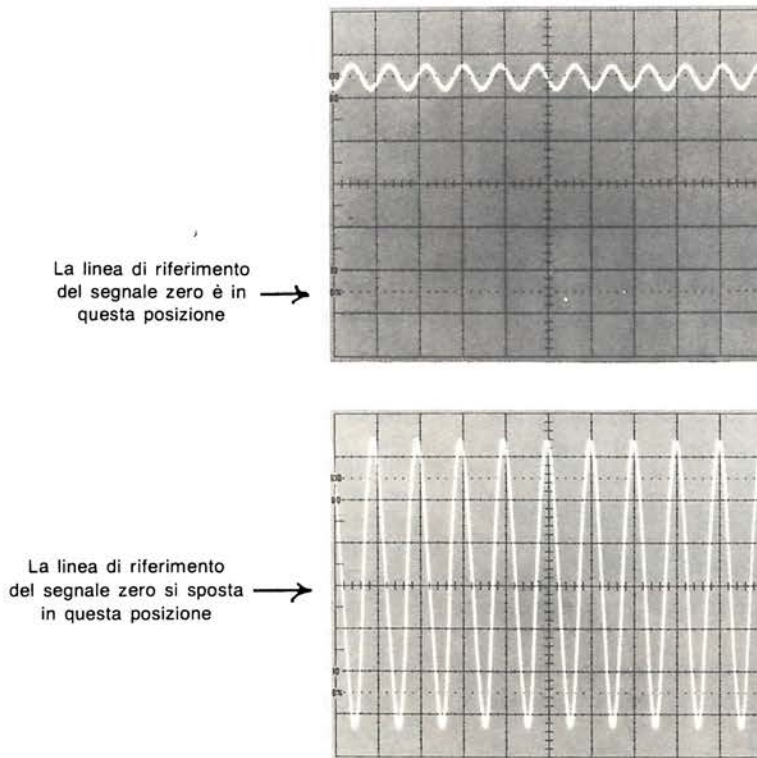 La linea di riferimento
del segnale zero è in
questa posizione
La linea di riferimento
del segnale zero si sposta
in questa posizione